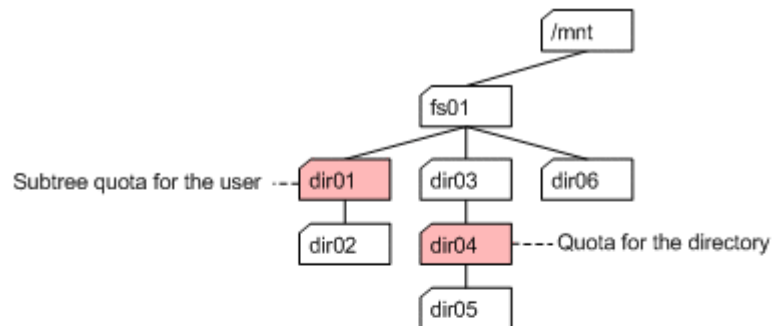 /mnt
fs01
Subtree quota for the user
dir01
dir03
dir06
dir02
dir04
Quota for the directory
dir05